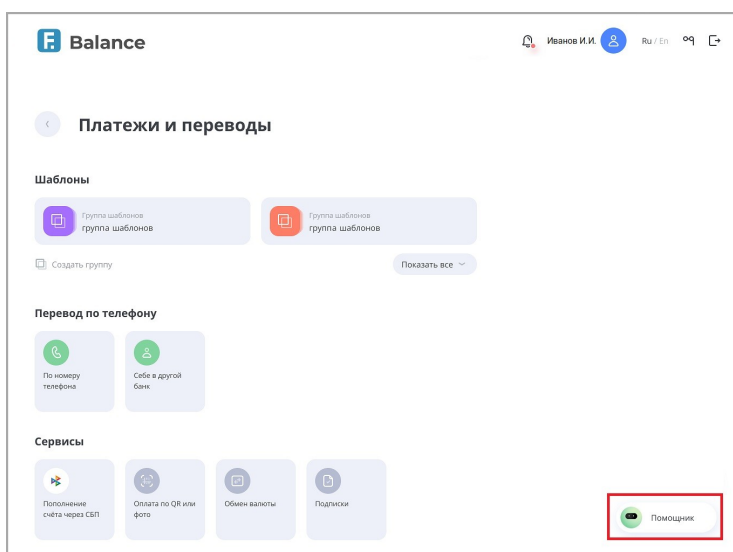 F. Balance
Иванов И.И.
Ru / En
Платежи и переводы
Шаблоны
Группа шаблонов
группа шаблонов
Группа шаблонов
группа шаблонов
Создать группу
Показать все
Перевод по телефону
По номеру
телефона
Себе в другой
банк
Сервисы
Пополнение
счёта через СБП
Оплата по QR или
фото
Обмен валюты
Подписки
Помощник